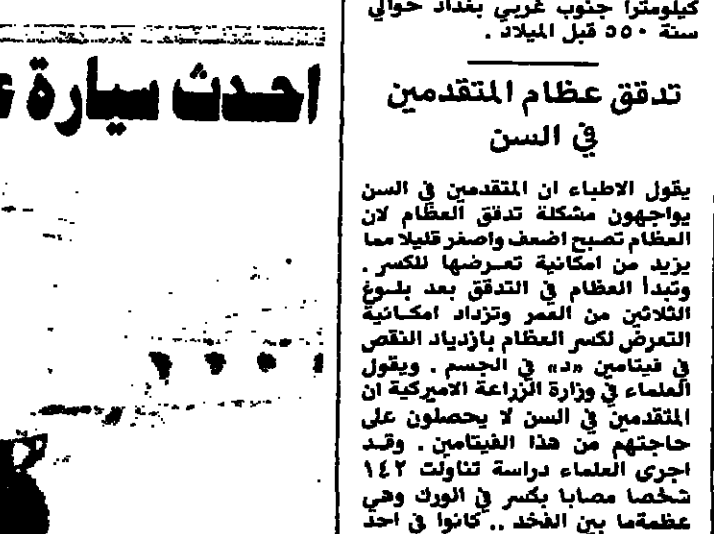 كيلومترا جنوب غربي بغداد حوالي
سنة ٥٥٠ قبل الميلاد .
تدقق عظام المتقدمين
في السن
يقول الاطباء ان المتقدمين في السن
يواجهون مشكلة تدقق العظام لان
العظام تصبح اضعف واصغر قليلا مما
يزيد من امكانية تعرضها للكسر .
وتبدأ العظام في التدقق بعد بلوغ
الثلاثين من العمر وتزداد امكانية
التعرض لكسر العظام بازدياد النقص
في فيتامين «د» في الجسم . ويقول
العلماء في وزارة الزراعة الاميركية ان
المتقدمين في السن لا يحصلون على
حاجتهم من هذا الفيتامين . وقد
اجرى العلماء دراسة تناولت ١٤٢
شخصا مصابا بكسر في الورك وهي
عظمةما بين الفخد .. كانوا في احد
احدث سيارة